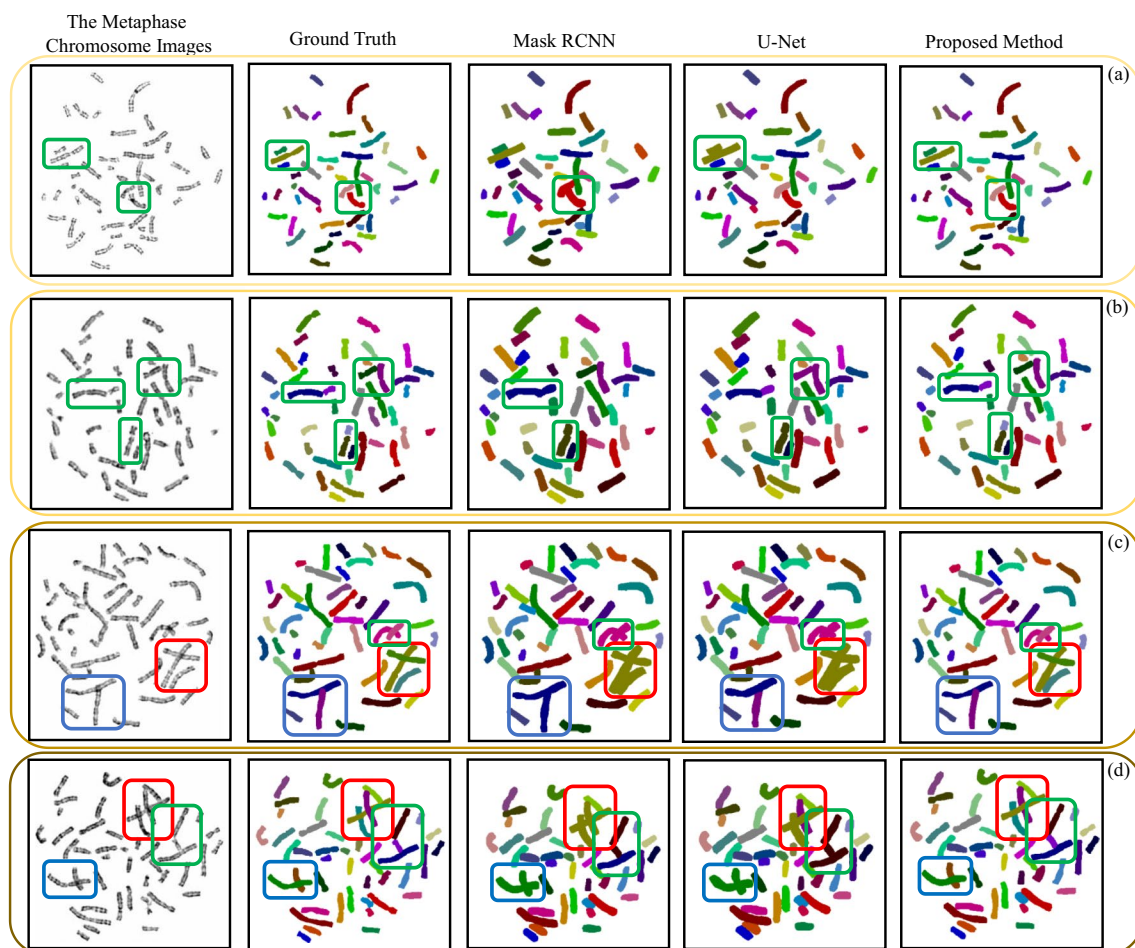 The Metaphase
Chromosome Images
Ground Truth
Mask RCNN
U-Net
Proposed Method
(a)
(b)
(c)
(d)